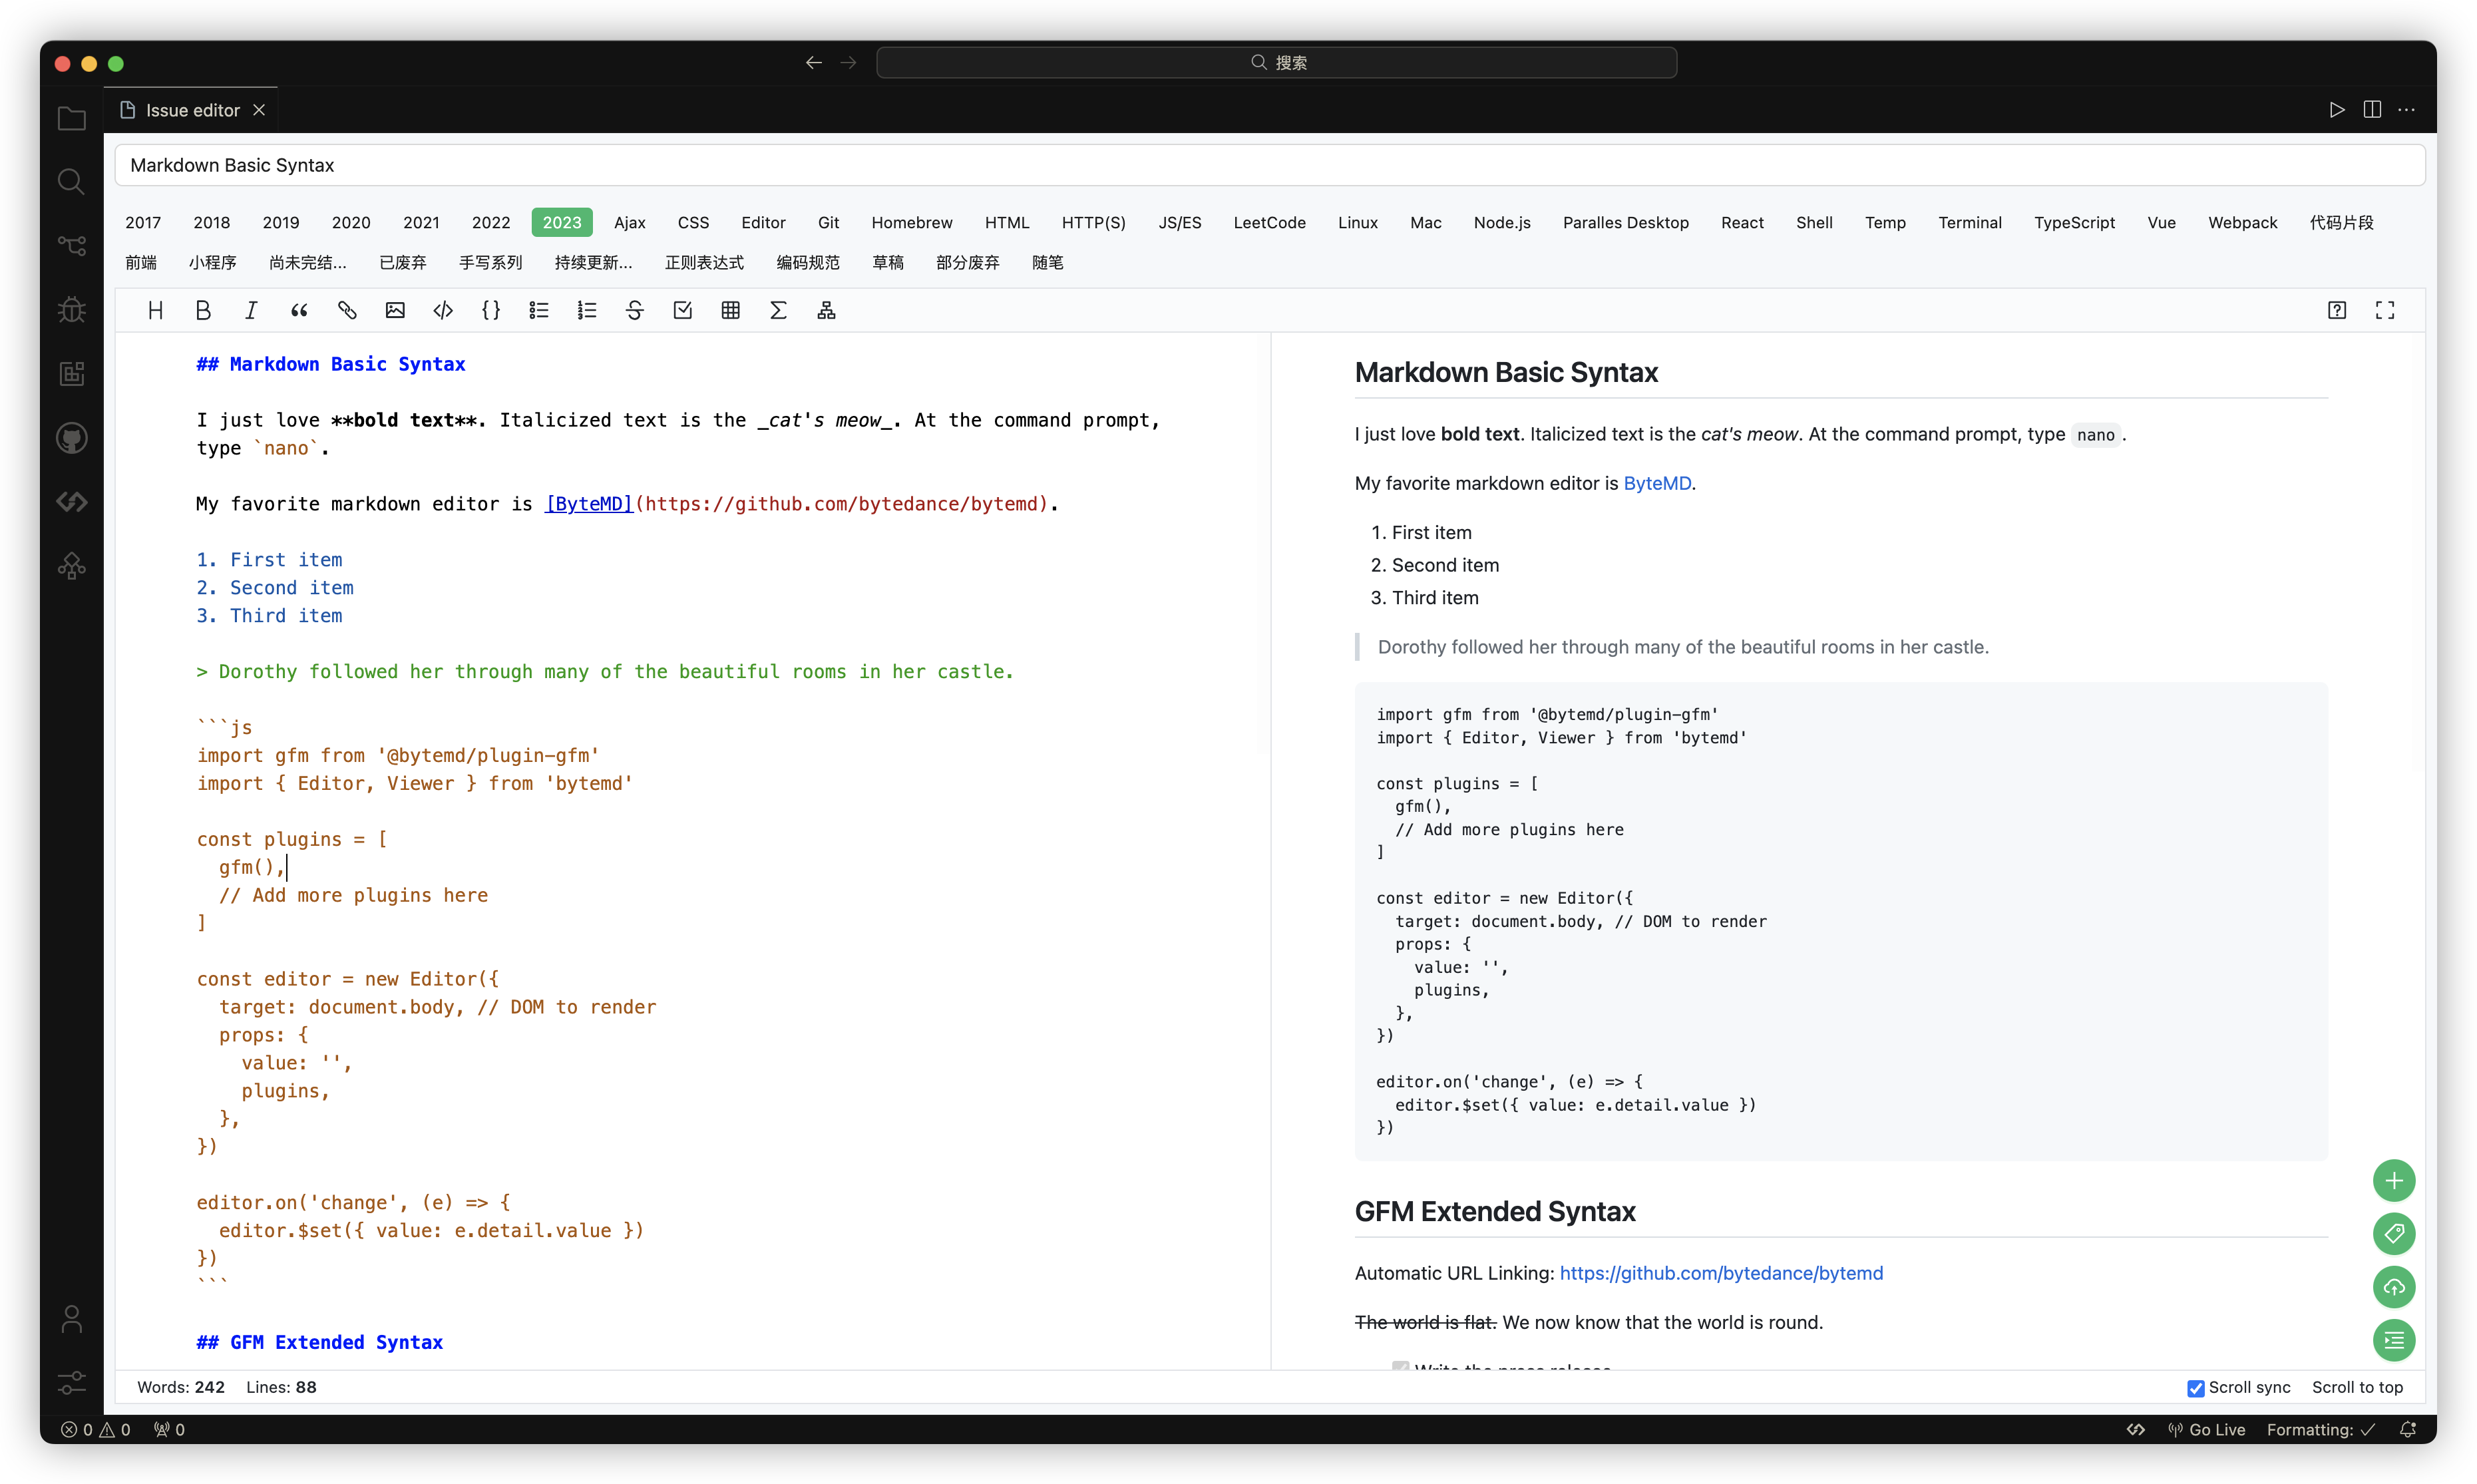 搜索
Issue editor
Markdown Basic Syntax
2017 2018 2019 2020 2021 2022 2023 Ajax CSS Editor Git Homebrew HTML HTTP(S) JS/ES LeetCode Linux Mac Node.js Paralles Desktop React Shell Temp Terminal TypeScript Vue Webpack 代码片段
前端 小程序 尚未完结... 已废弃 手写系列 持续更新... 正则表达式 编码规范 草稿 部分废弃 随笔
## Markdown Basic Syntax
I just love **bold text**. Italicized text is the _cat's meow_. At the command prompt,
type `nano`.
My favorite markdown editor is [ByteMD](https://github.com/bytedance/bytemd).
1. First item
2. Second item
3. Third item
> Dorothy followed her through many of the beautiful rooms in her castle.
```js
import gfm from '@bytemd/plugin-gfm'
import { Editor, Viewer } from 'bytemd'
const plugins = [
  gfm(),
  // Add more plugins here
]
const editor = new Editor({
  target: document.body, // DOM to render
  props: {
    value: '',
    plugins,
  },
})
editor.on('change', (e) => {
  editor.$set({ value: e.detail.value })
})
```
## GFM Extended Syntax
Markdown Basic Syntax
I just love bold text. Italicized text is the cat's meow. At the command prompt, type nano.
My favorite markdown editor is ByteMD.
1. First item
2. Second item
3. Third item
Dorothy followed her through many of the beautiful rooms in her castle.
import gfm from '@bytemd/plugin-gfm'
import { Editor, Viewer } from 'bytemd'
const plugins = [
  gfm(),
  // Add more plugins here
]
const editor = new Editor({
  target: document.body, // DOM to render
  props: {
    value: '',
    plugins,
  },
})
editor.on('change', (e) => {
  editor.$set({ value: e.detail.value })
})
GFM Extended Syntax
Automatic URL Linking: https://github.com/bytedance/bytemd
The world is flat. We now know that the world is round.
Write the press release
Words: 242 Lines: 88
Scroll sync Scroll to top
0 0 0
Go Live Formatting: